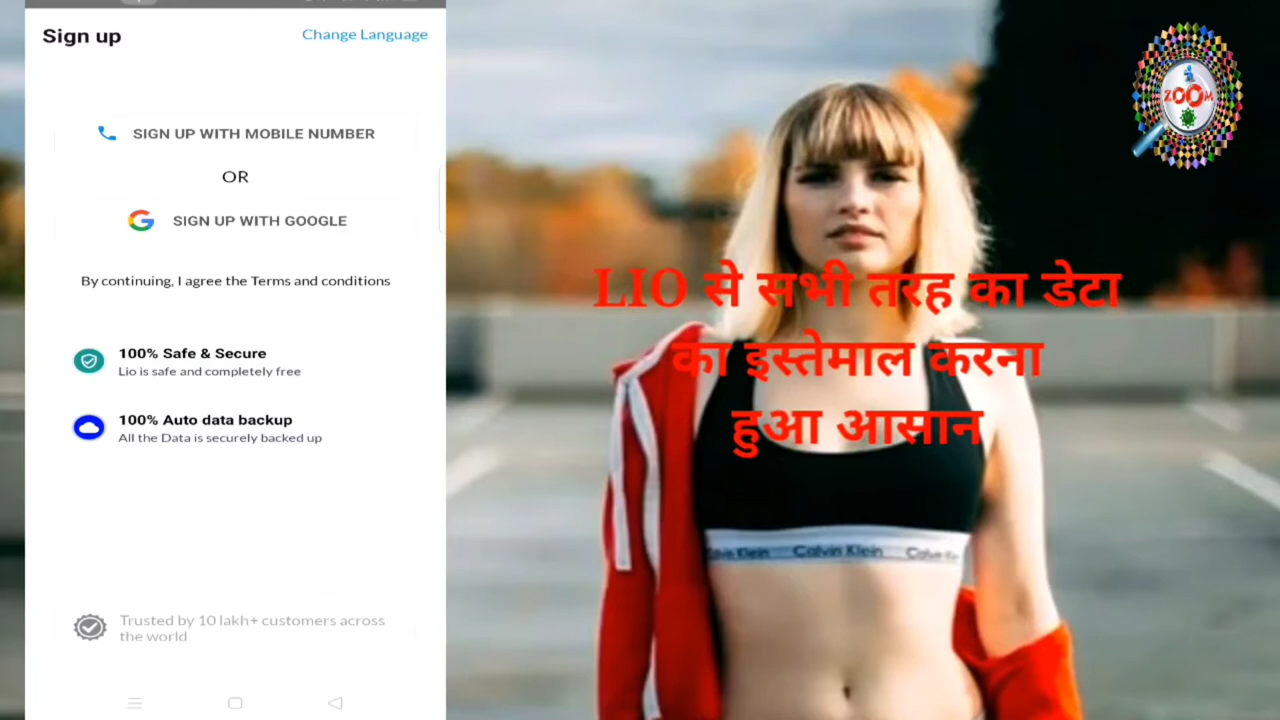 Sign up
Change Language
SIGN UP WITH MOBILE NUMBER
OR
SIGN UP WITH GOOGLE
By continuing, I agree the Terms and conditions
100% Safe & Secure
Lio is safe and completely free
100% Auto data backup
All the Data is securely backed up
Trusted by 10 lakh+ customers across
the world
ZOOM
LIO से सभी तरह का डेटा
का इस्तेमाल करना
हुआ आसान
Calvin Klein